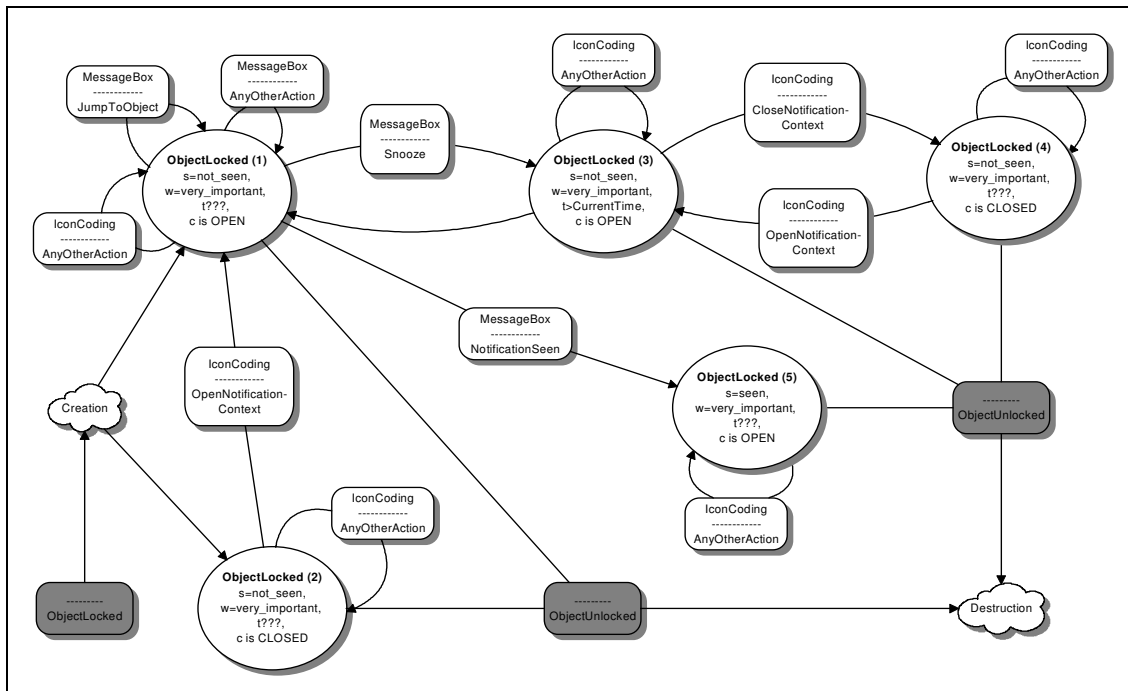 MessageBox
------------
JumpToObject
MessageBox
------------
AnyOtherAction
MessageBox
------------
Snooze
IconCoding
------------
AnyOtherAction
IconCoding
------------
CloseNotification-
Context
IconCoding
------------
AnyOtherAction
ObjectLocked (1)
s=not_seen,
w=very_important,
t???,
c is OPEN
ObjectLocked (3)
s=not_seen,
w=very_important,
t>CurrentTime,
c is OPEN
ObjectLocked (4)
s=not_seen,
w=very_important,
t???,
c is CLOSED
IconCoding
------------
AnyOtherAction
IconCoding
------------
OpenNotification-
Context
MessageBox
------------
NotificationSeen
IconCoding
------------
OpenNotification-
Context
Creation
ObjectLocked (5)
s=seen,
w=very_important,
t???,
c is OPEN
---------
ObjectUnlocked
IconCoding
------------
AnyOtherAction
IconCoding
------------
AnyOtherAction
---------
ObjectLocked
ObjectLocked (2)
s=not_seen,
w=very_important,
t???,
c is CLOSED
---------
ObjectUnlocked
Destruction